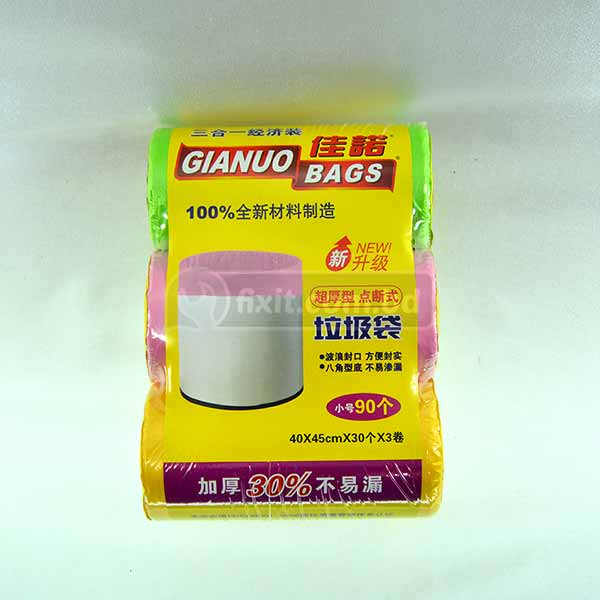 三合一经济装
GIANUO 佳諾
BAGS®
100%全新材料制造
NEW!
新升级
fixit.com.bd
超厚型 点断式
垃圾袋
●波浪封口 方便封实
●八角型底 不易渗漏
小号90个
40X45cmX30个X3卷
加厚30%不易漏